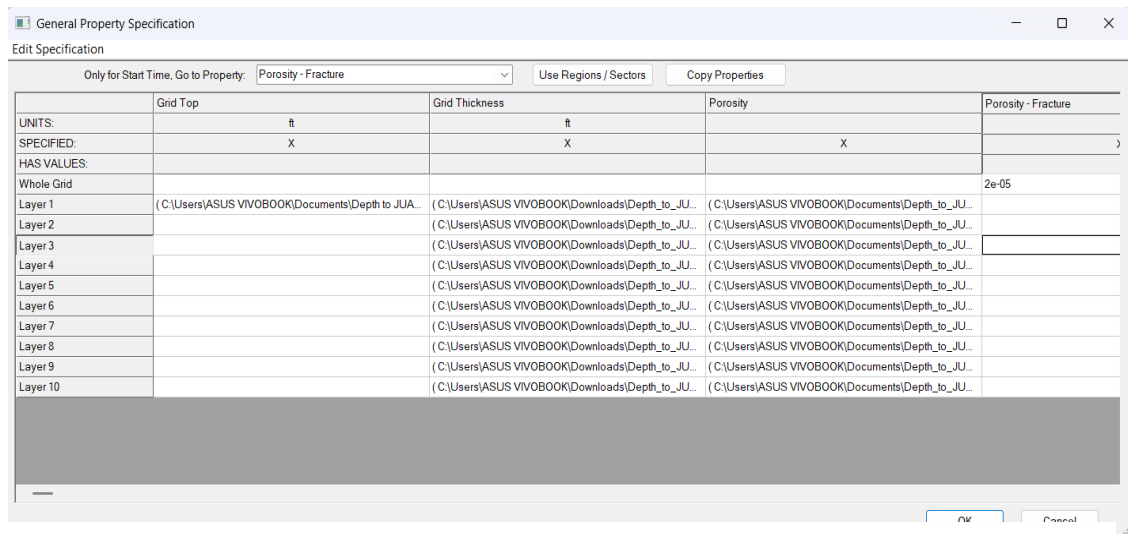 General Property Specification
Edit Specification
Only for Start Time, Go to Property: Porosity - Fracture Use Regions / Sectors Copy Properties
Grid Top Grid Thickness Porosity Porosity - Fracture
UNITS: ft ft
SPECIFIED: X X X X
HAS VALUES:
Whole Grid 2e-05
Layer 1 ( C:\Users\ASUS VIVOBOOK\Documents\Depth to JUA... ( C:\Users\ASUS VIVOBOOK\Downloads\Depth_to_JU... ( C:\Users\ASUS VIVOBOOK\Documents\Depth_to_JU...
Layer 2 ( C:\Users\ASUS VIVOBOOK\Downloads\Depth_to_JU... ( C:\Users\ASUS VIVOBOOK\Documents\Depth_to_JU...
Layer 3 ( C:\Users\ASUS VIVOBOOK\Downloads\Depth_to_JU... ( C:\Users\ASUS VIVOBOOK\Documents\Depth_to_JU...
Layer 4 ( C:\Users\ASUS VIVOBOOK\Downloads\Depth_to_JU... ( C:\Users\ASUS VIVOBOOK\Documents\Depth_to_JU...
Layer 5 ( C:\Users\ASUS VIVOBOOK\Downloads\Depth_to_JU... ( C:\Users\ASUS VIVOBOOK\Documents\Depth_to_JU...
Layer 6 ( C:\Users\ASUS VIVOBOOK\Downloads\Depth_to_JU... ( C:\Users\ASUS VIVOBOOK\Documents\Depth_to_JU...
Layer 7 ( C:\Users\ASUS VIVOBOOK\Downloads\Depth_to_JU... ( C:\Users\ASUS VIVOBOOK\Documents\Depth_to_JU...
Layer 8 ( C:\Users\ASUS VIVOBOOK\Downloads\Depth_to_JU... ( C:\Users\ASUS VIVOBOOK\Documents\Depth_to_JU...
Layer 9 ( C:\Users\ASUS VIVOBOOK\Downloads\Depth_to_JU... ( C:\Users\ASUS VIVOBOOK\Documents\Depth_to_JU...
Layer 10 ( C:\Users\ASUS VIVOBOOK\Downloads\Depth_to_JU... ( C:\Users\ASUS VIVOBOOK\Documents\Depth_to_JU...
OK Cancel